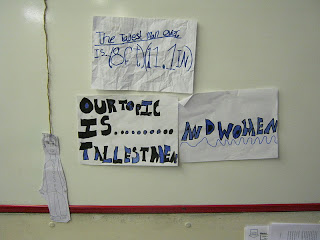 The tallest man ever
IS. (8ft)(11.1IN)
OUR TOPIC
IS..........
TALLEST MEN
AND WOMEN